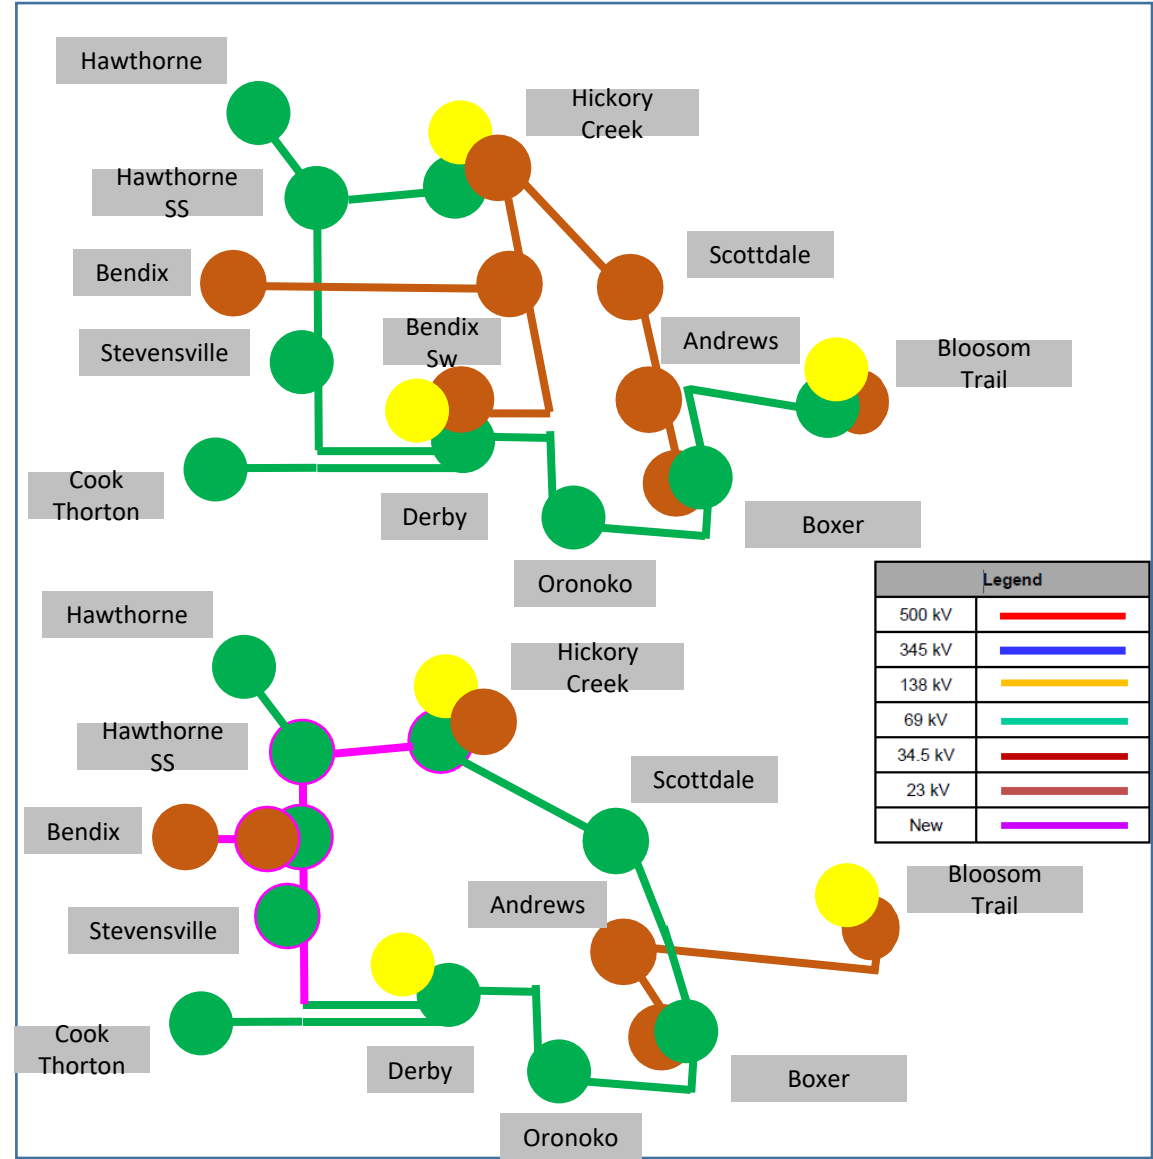 Hawthorne
Hickory
Creek
Hawthorne
SS
Scottdale
Bendix
Bendix
Sw
Andrews
Stevensville
Bloosom
Trail
Cook
Thorton
Derby
Boxer
Oronoko
Legend
500 kV
345 kV
138 kV
69 kV
34.5 kV
23 kV
New
Hawthorne
Hickory
Creek
Hawthorne
SS
Scottdale
Bendix
Bloosom
Trail
Andrews
Stevensville
Cook
Thorton
Derby
Boxer
Oronoko